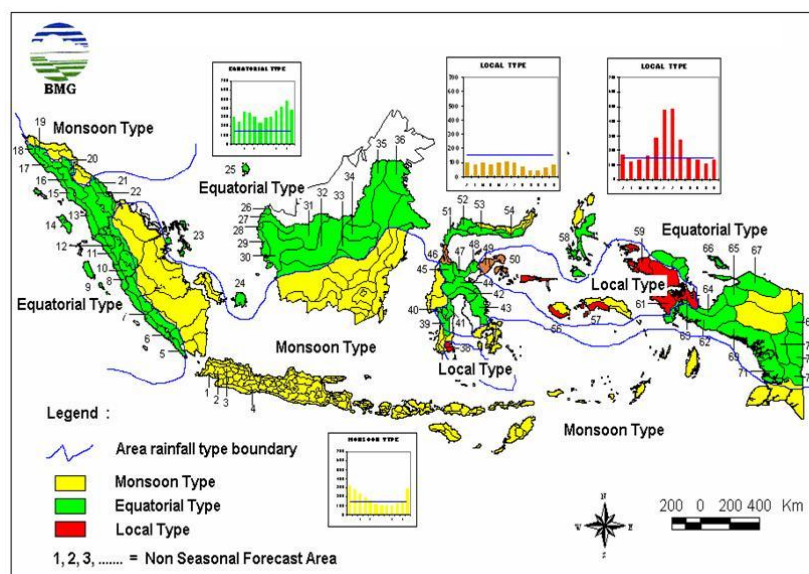 BMG
EQUATORIAL TYPE
LOCAL TYPE
LOCAL TYPE
Monsoon Type
19
18
17
16
15
20
21
22
14
13
12
11
10
9
8
7
6
5
23
24
25
Equatorial Type
Equatorial Type
26
27
28
29
30
31
32
33
34
35
36
Monsoon Type
1
2
3
4
51
52
53
54
46
45
47
48
49
50
44
42
43
40
39
41
38
Local Type
58
59
56
57
Local Type
61
Equatorial Type
66
65
67
64
63
62
69
71
Monsoon Type
MONSOON TYPE
Legend :
Area rainfall type boundary
Monsoon Type
Equatorial Type
Local Type
1, 2, 3, ....... = Non Seasonal Forecast Area
N
W
E
S
200 0 200 400 Km